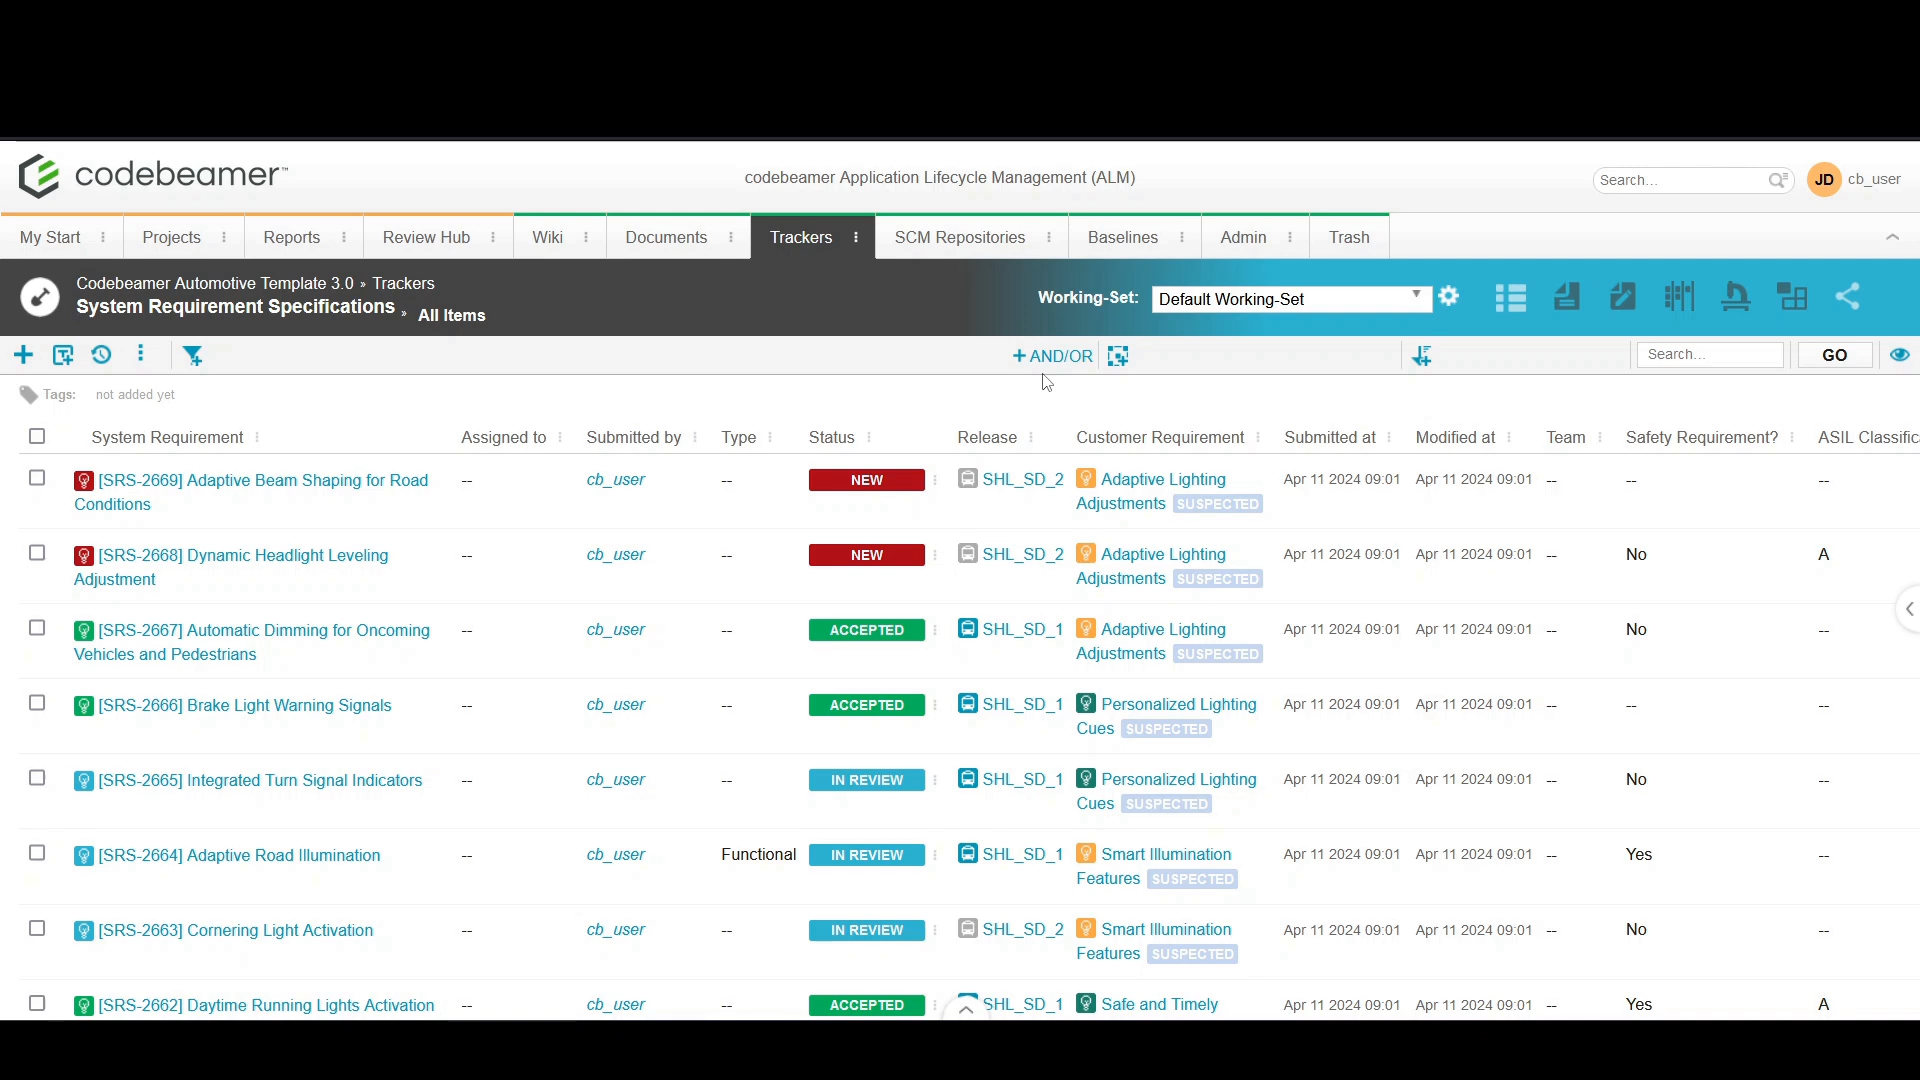 codebeamer™
codebeamer Application Lifecycle Management (ALM)
Search...
JD cb_user
My Start Projects Reports Review Hub Wiki Documents Trackers SCM Repositories Baselines Admin Trash
Codebeamer Automotive Template 3.0 » Trackers
System Requirement Specifications » All Items
Working-Set: Default Working-Set
+ AND/OR
Search...
GO
Tags: not added yet
System Requirement Assigned to Submitted by Type Status Release Customer Requirement Submitted at Modified at Team Safety Requirement? ASIL Classific
[SRS-2669] Adaptive Beam Shaping for Road -- cb_user -- NEW SHL_SD_2 Adaptive Lighting Apr 11 2024 09:01 Apr 11 2024 09:01 -- -- --
Conditions Adjustments SUSPECTED
[SRS-2668] Dynamic Headlight Leveling -- cb_user -- NEW SHL_SD_2 Adaptive Lighting Apr 11 2024 09:01 Apr 11 2024 09:01 -- No A
Adjustment Adjustments SUSPECTED
[SRS-2667] Automatic Dimming for Oncoming -- cb_user -- ACCEPTED SHL_SD_1 Adaptive Lighting Apr 11 2024 09:01 Apr 11 2024 09:01 -- No --
Vehicles and Pedestrians Adjustments SUSPECTED
[SRS-2666] Brake Light Warning Signals -- cb_user -- ACCEPTED SHL_SD_1 Personalized Lighting Apr 11 2024 09:01 Apr 11 2024 09:01 -- -- --
Cues SUSPECTED
[SRS-2665] Integrated Turn Signal Indicators -- cb_user -- IN REVIEW SHL_SD_1 Personalized Lighting Apr 11 2024 09:01 Apr 11 2024 09:01 -- No --
Cues SUSPECTED
[SRS-2664] Adaptive Road Illumination -- cb_user Functional IN REVIEW SHL_SD_1 Smart Illumination Apr 11 2024 09:01 Apr 11 2024 09:01 -- Yes --
Features SUSPECTED
[SRS-2663] Cornering Light Activation -- cb_user -- IN REVIEW SHL_SD_2 Smart Illumination Apr 11 2024 09:01 Apr 11 2024 09:01 -- No --
Features SUSPECTED
[SRS-2662] Daytime Running Lights Activation -- cb_user -- ACCEPTED SHL_SD_1 Safe and Timely Apr 11 2024 09:01 Apr 11 2024 09:01 -- Yes A